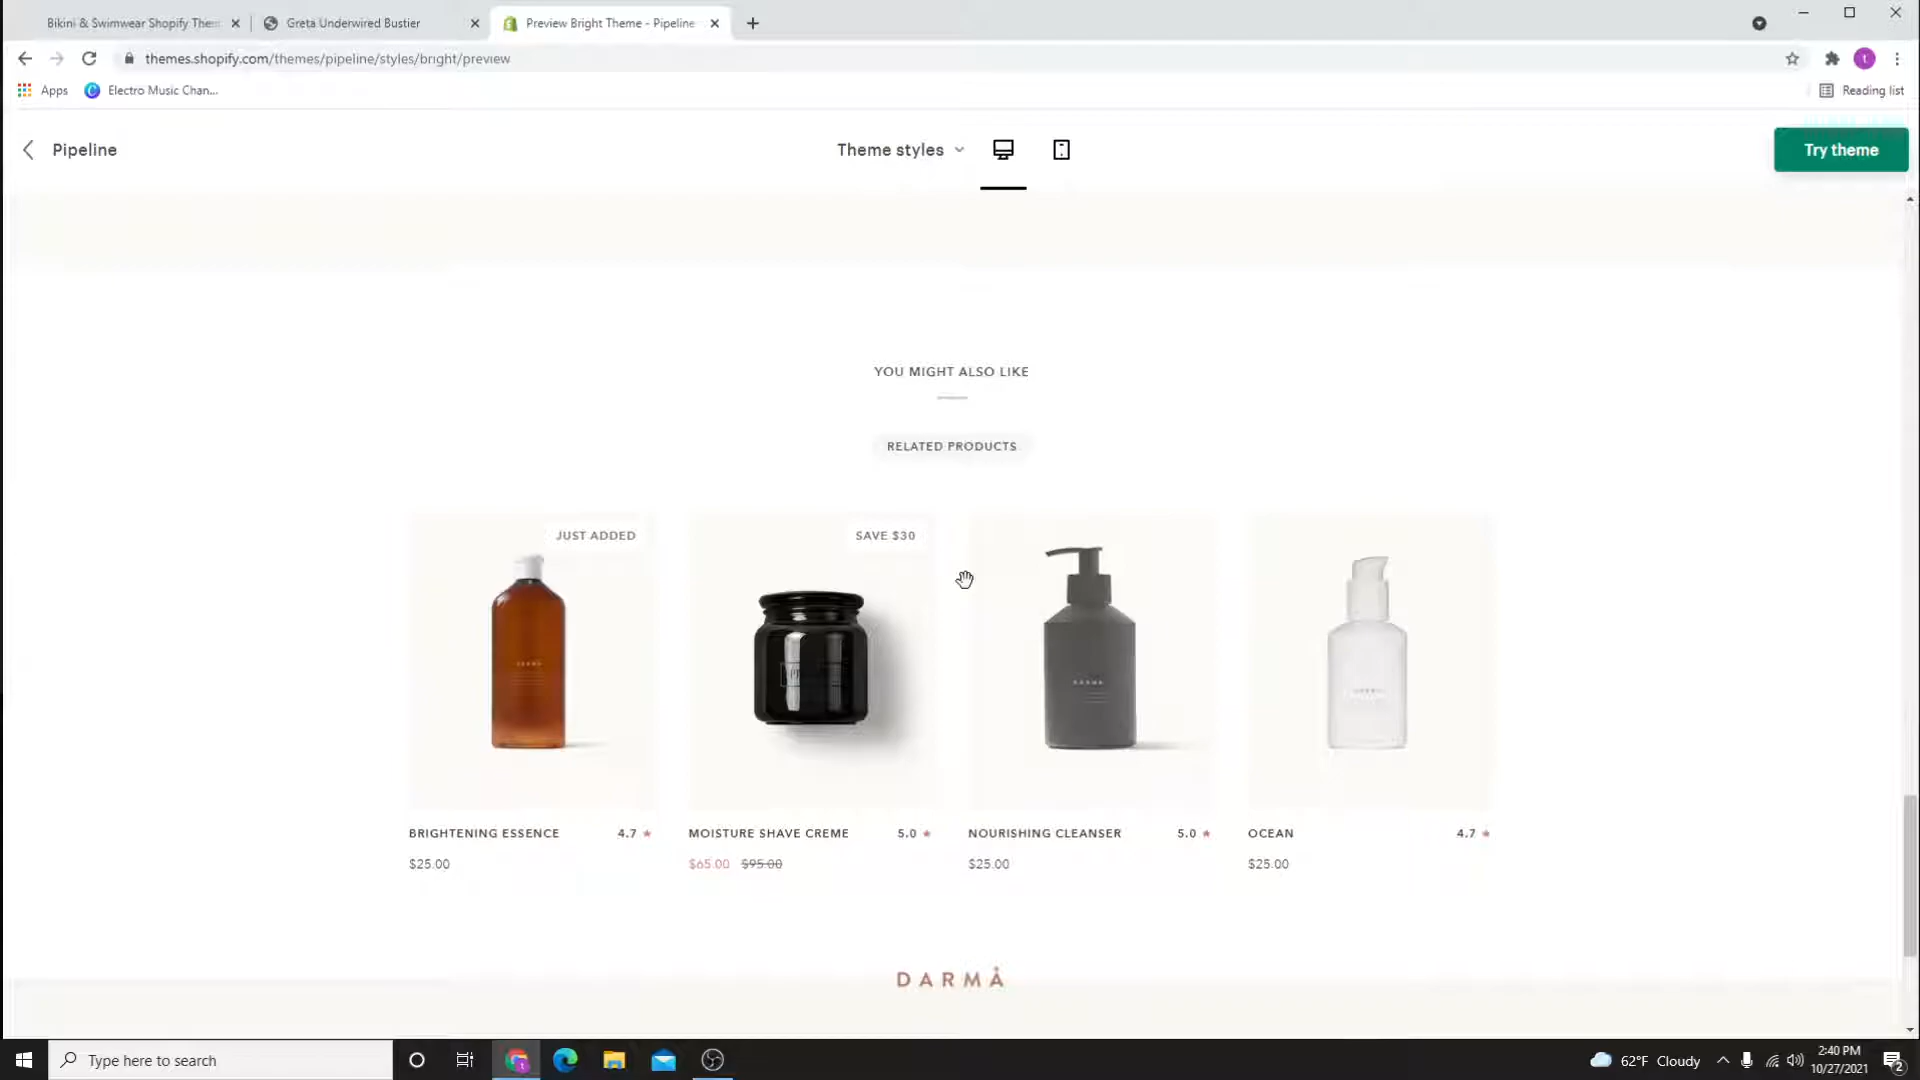 Bikini & Swimwear Shopify Them
Greta Underwired Bustier
Preview Bright Theme - Pipeline
themes.shopify.com/themes/pipeline/styles/bright/preview
t
Apps
Electro Music Chan...
Reading list
Pipeline
Theme styles
Try theme
YOU MIGHT ALSO LIKE
RELATED PRODUCTS
JUST ADDED
SAVE $30
BRIGHTENING ESSENCE 4.7
MOISTURE SHAVE CREME 5.0
NOURISHING CLEANSER 5.0
OCEAN 4.7
$25.00
$65.00 $95.00
$25.00
$25.00
DARMÅ
Type here to search
62°F Cloudy
2:40 PM
10/27/2021
2